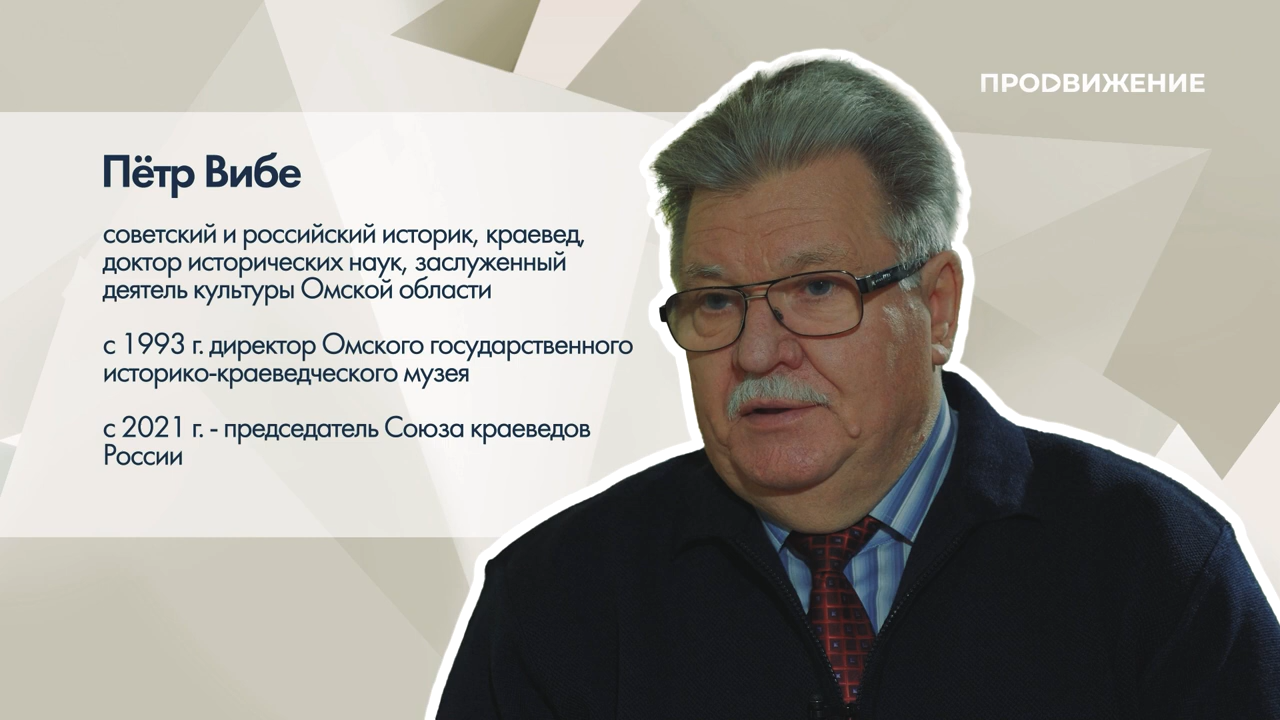 ПРОДВИЖЕНИЕ
Пётр Вибе
советский и российский историк, краевед,
доктор исторических наук, заслуженный
деятель культуры Омской области
с 1993 г. директор Омского государственного
историко-краеведческого музея
с 2021 г. - председатель Союза краеведов
России